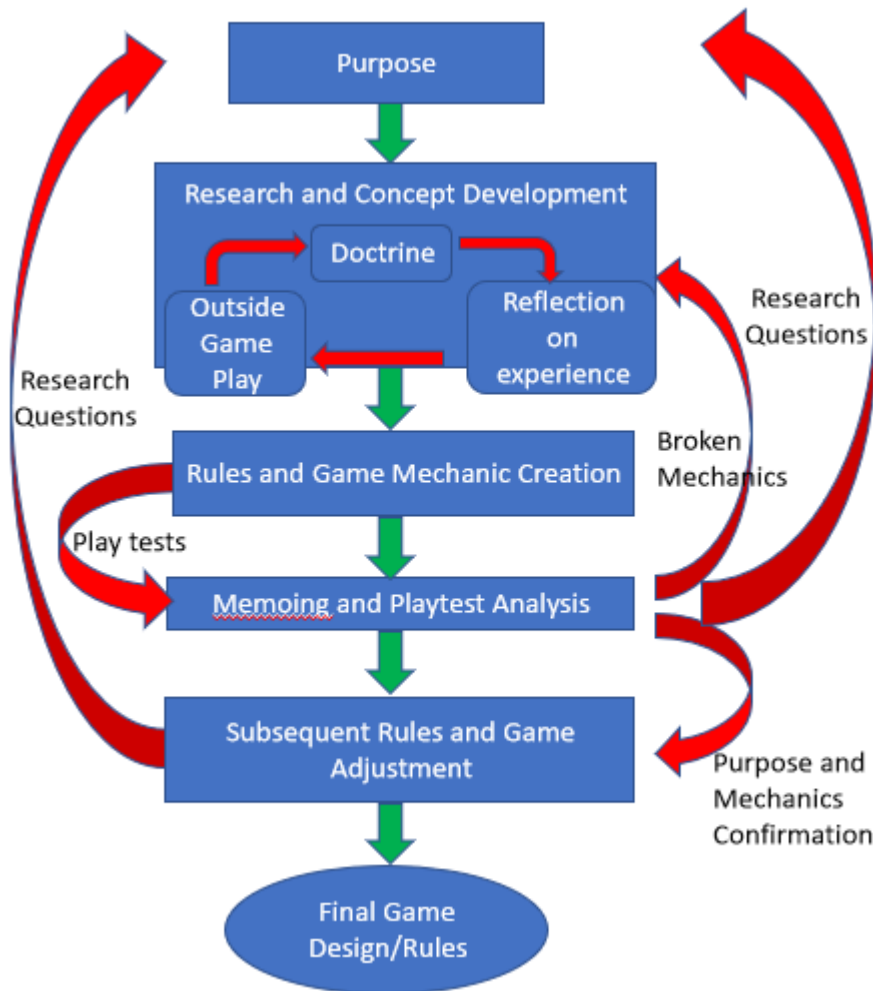 Purpose
Research and Concept Development
Doctrine
Outside
Game
Play
Reflection
on
experience
Research
Questions
Research
Questions
Rules and Game Mechanic Creation
Broken
Mechanics
Play tests
Memoing and Playtest Analysis
Subsequent Rules and Game
Adjustment
Purpose and
Mechanics
Confirmation
Final Game
Design/Rules